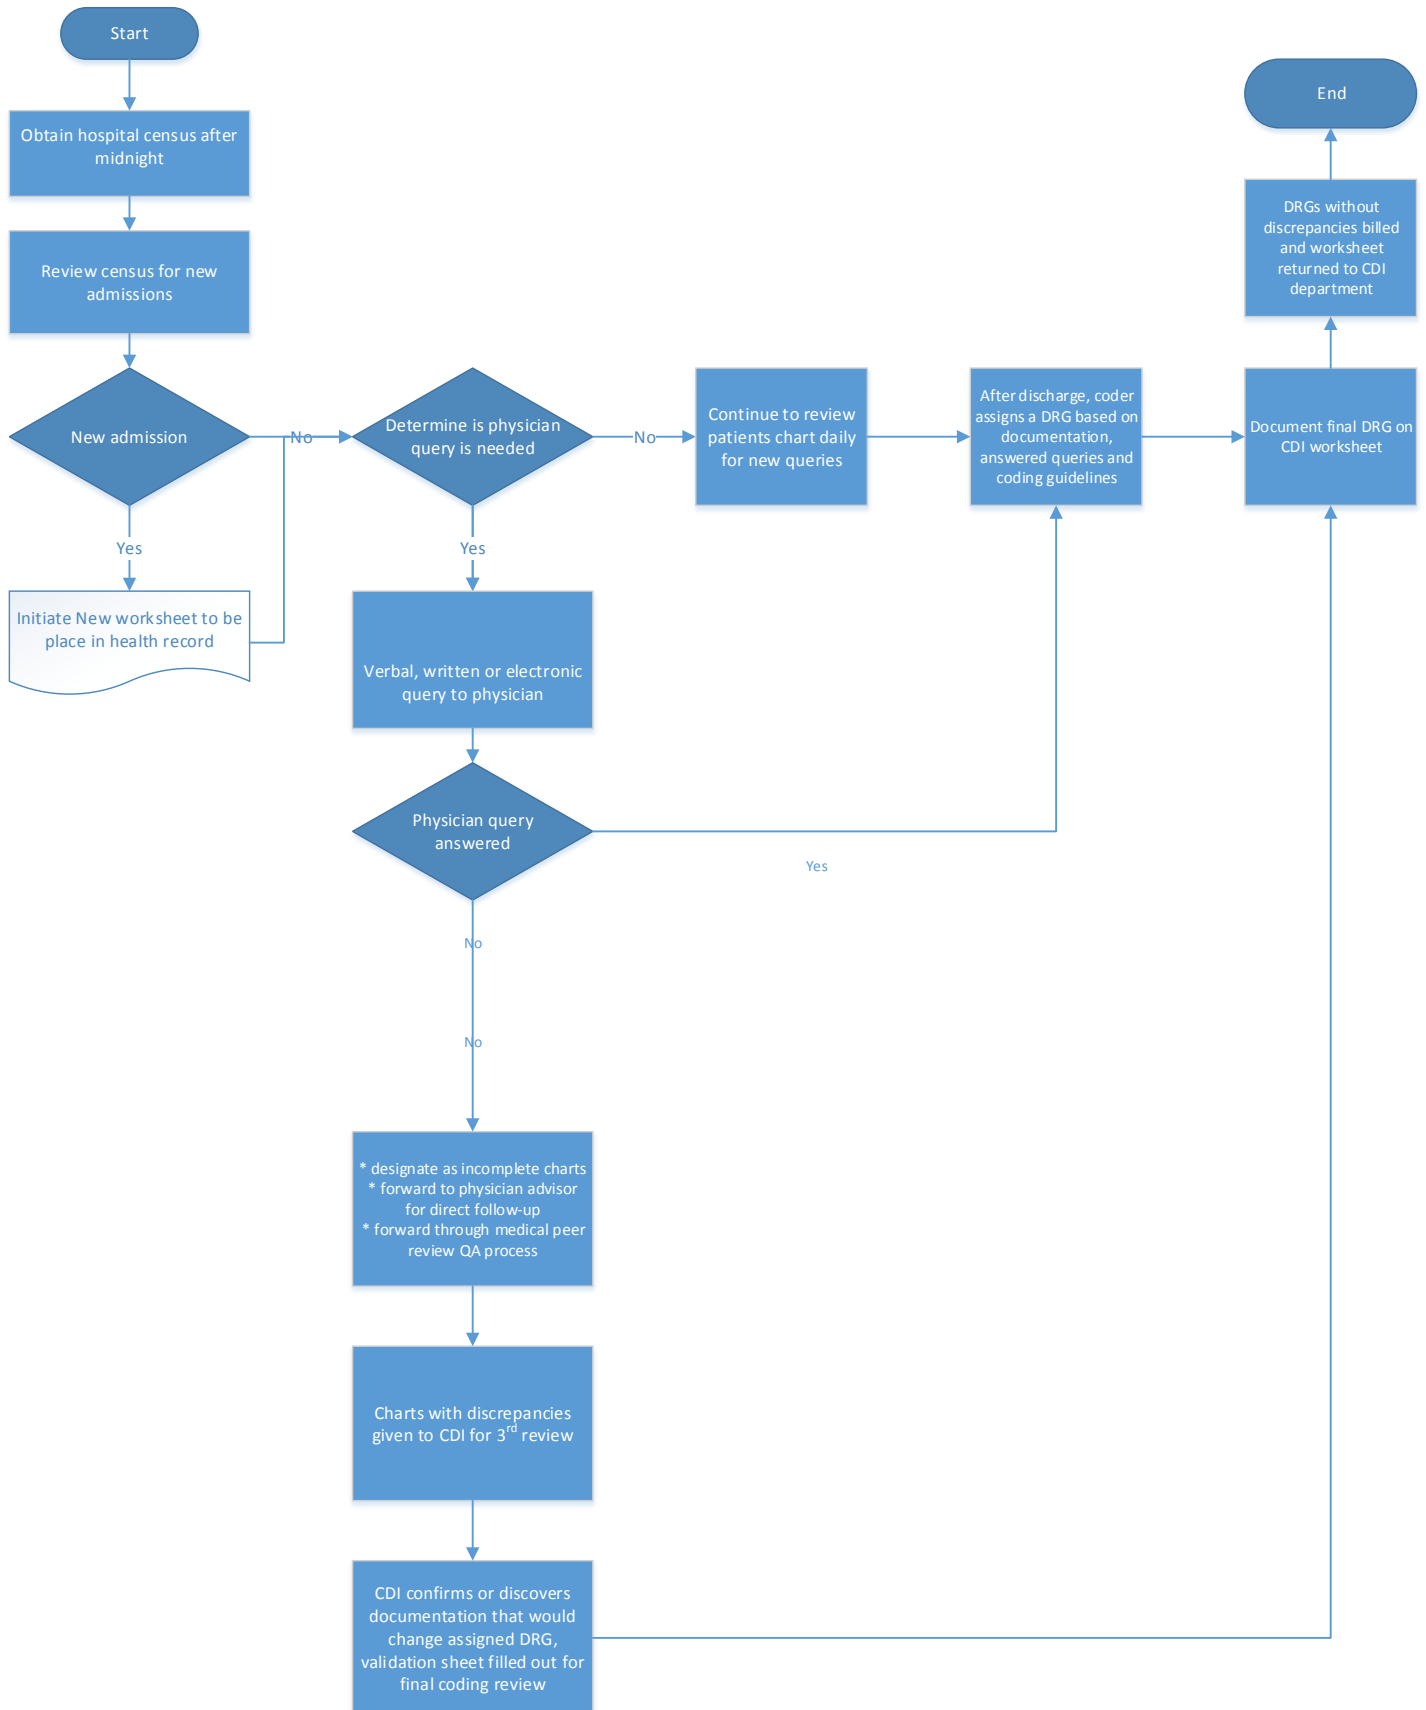 Start
Obtain hospital census after
midnight
Review census for new
admissions
New admission
No
Yes
Initiate New worksheet to be
place in health record
Determine is physician
query is needed
No
Yes
Continue to review
patients chart daily
for new queries
After discharge, coder
assigns a DRG based on
documentation,
answered queries and
coding guidelines
Document final DRG on
CDI worksheet
DRGs without
discrepancies billed
and worksheet
returned to CDI
department
End
Verbal, written or electronic
query to physician
Physician query
answered
Yes
No
No
* designate as incomplete charts
* forward to physician advisor
for direct follow-up
* forward through medical peer
review QA process
Charts with discrepancies
given to CDI for 3rd review
CDI confirms or discovers
documentation that would
change assigned DRG,
validation sheet filled out for
final coding review